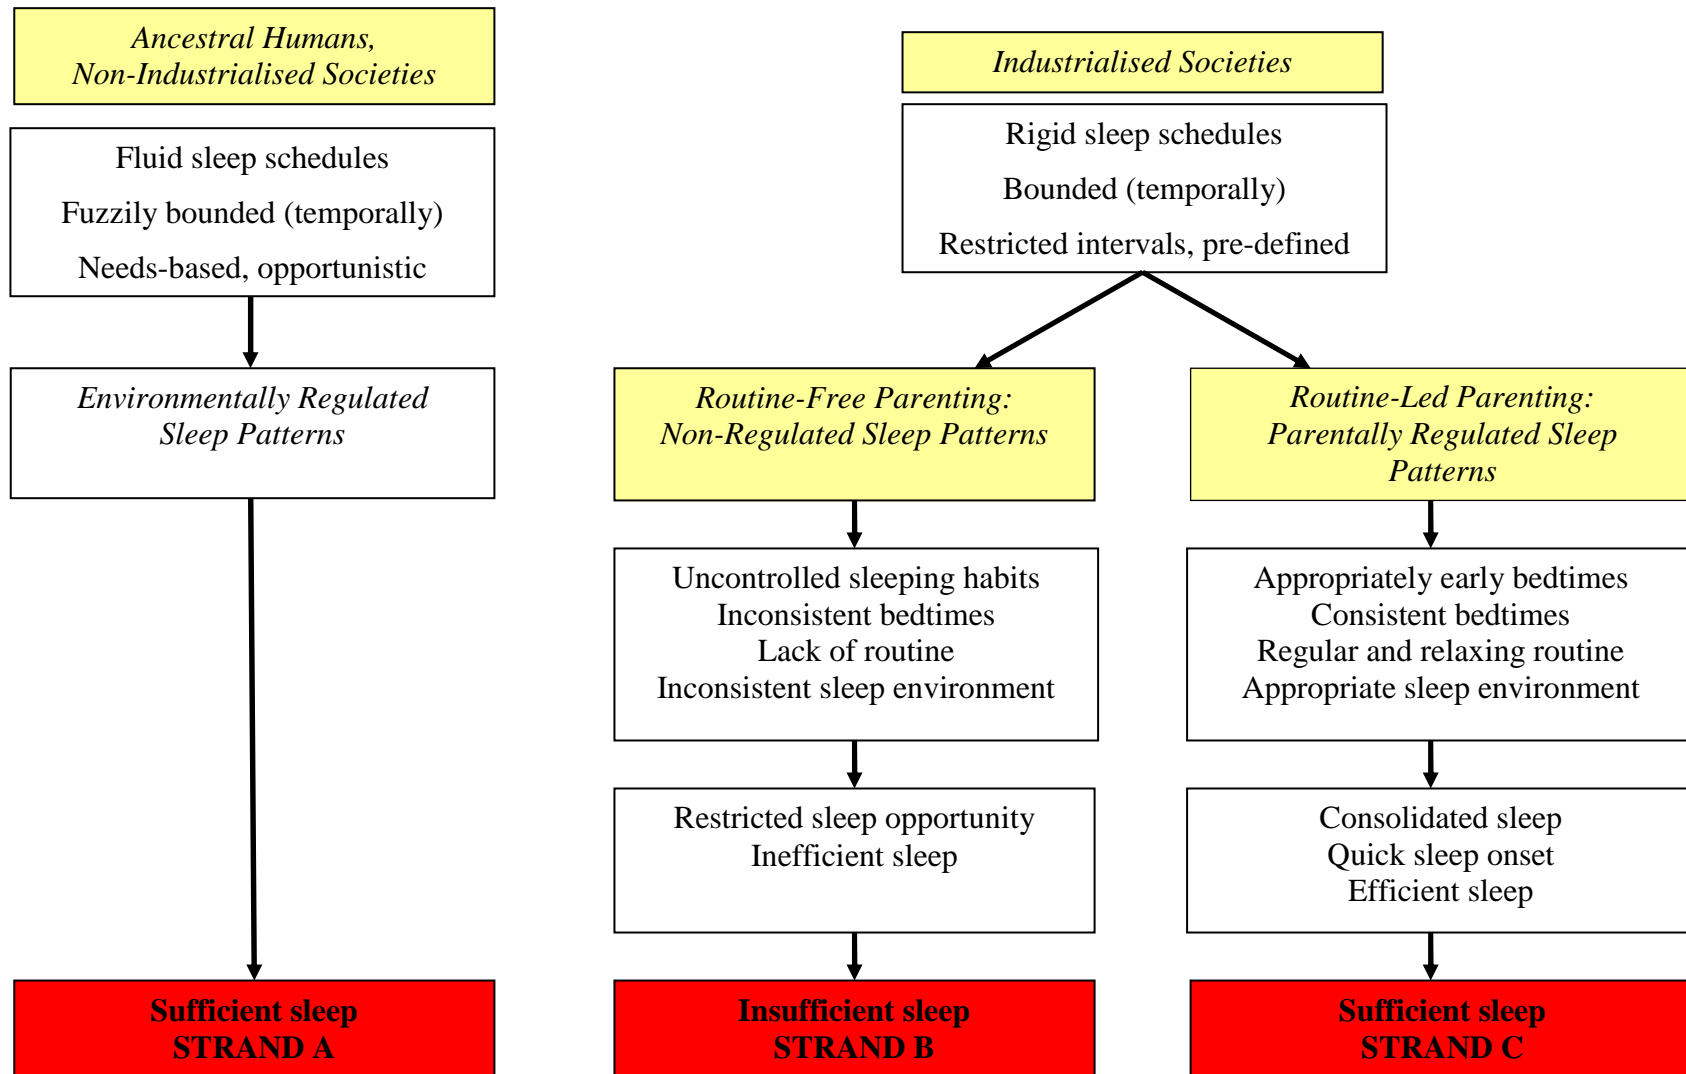 Ancestral Humans,
Non-Industrialised Societies
Fluid sleep schedules
Fuzzily bounded (temporally)
Needs-based, opportunistic
Environmentally Regulated
Sleep Patterns
Sufficient sleep
STRAND A
Industrialised Societies
Rigid sleep schedules
Bounded (temporally)
Restricted intervals, pre-defined
Routine-Free Parenting:
Non-Regulated Sleep Patterns
Uncontrolled sleeping habits
Inconsistent bedtimes
Lack of routine
Inconsistent sleep environment
Restricted sleep opportunity
Inefficient sleep
Insufficient sleep
STRAND B
Routine-Led Parenting:
Parentally Regulated Sleep
Patterns
Appropriately early bedtimes
Consistent bedtimes
Regular and relaxing routine
Appropriate sleep environment
Consolidated sleep
Quick sleep onset
Efficient sleep
Sufficient sleep
STRAND C